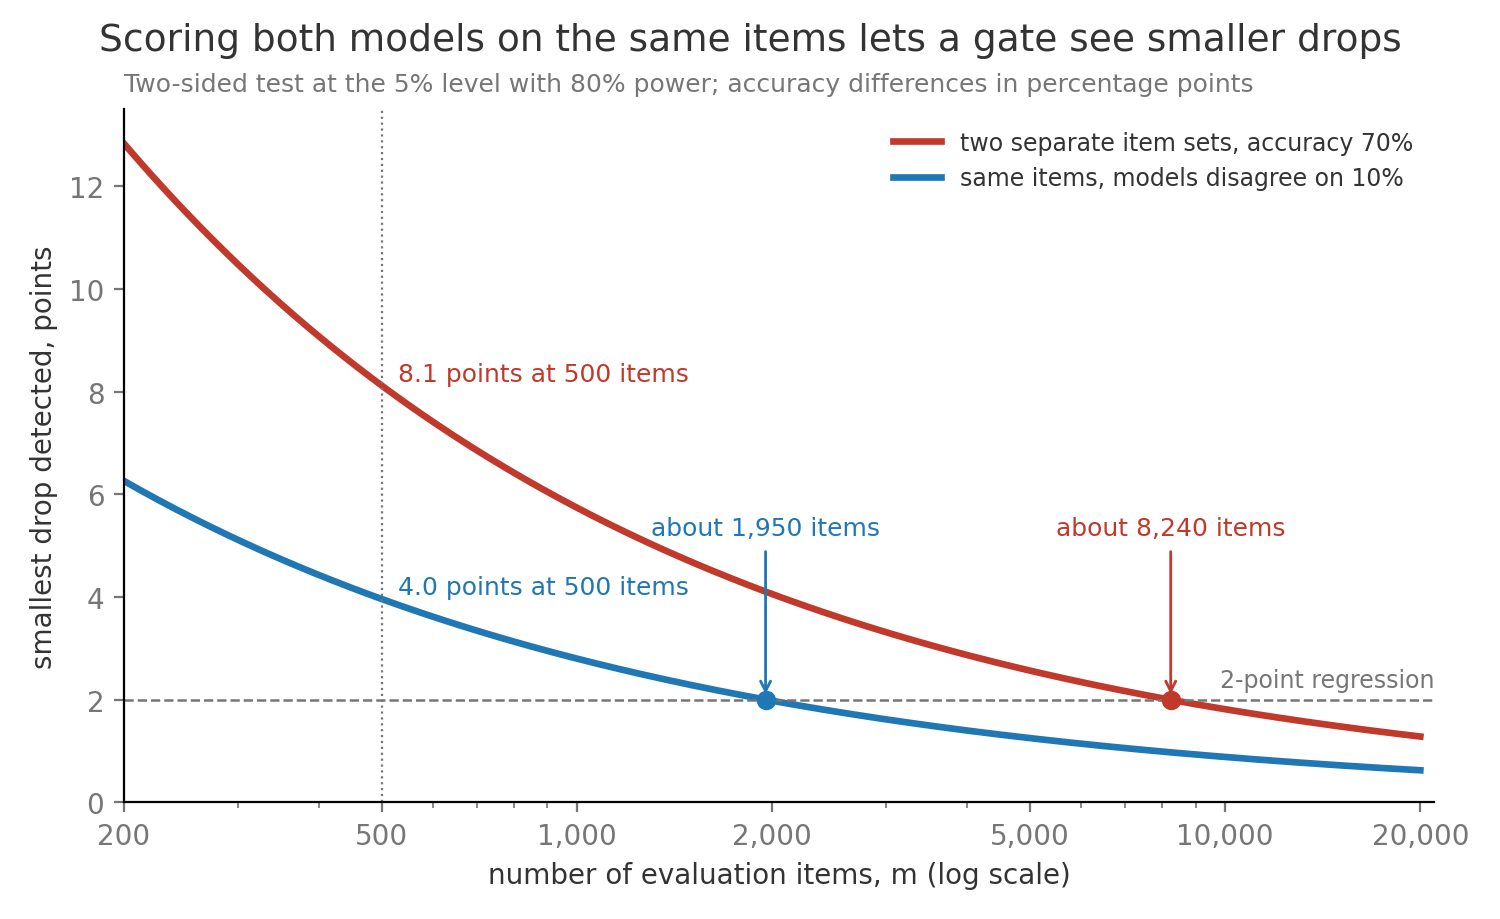 Scoring both models on the same items lets a gate see smaller drops
Two-sided test at the 5% level with 80% power; accuracy differences in percentage points
two separate item sets, accuracy 70%
same items, models disagree on 10%
smallest drop detected, points
12
10
8
6
4
2
0
8.1 points at 500 items
about 1,950 items
about 8,240 items
4.0 points at 500 items
2-point regression
200
500
1,000
2,000
5,000
10,000
20,000
number of evaluation items, m (log scale)